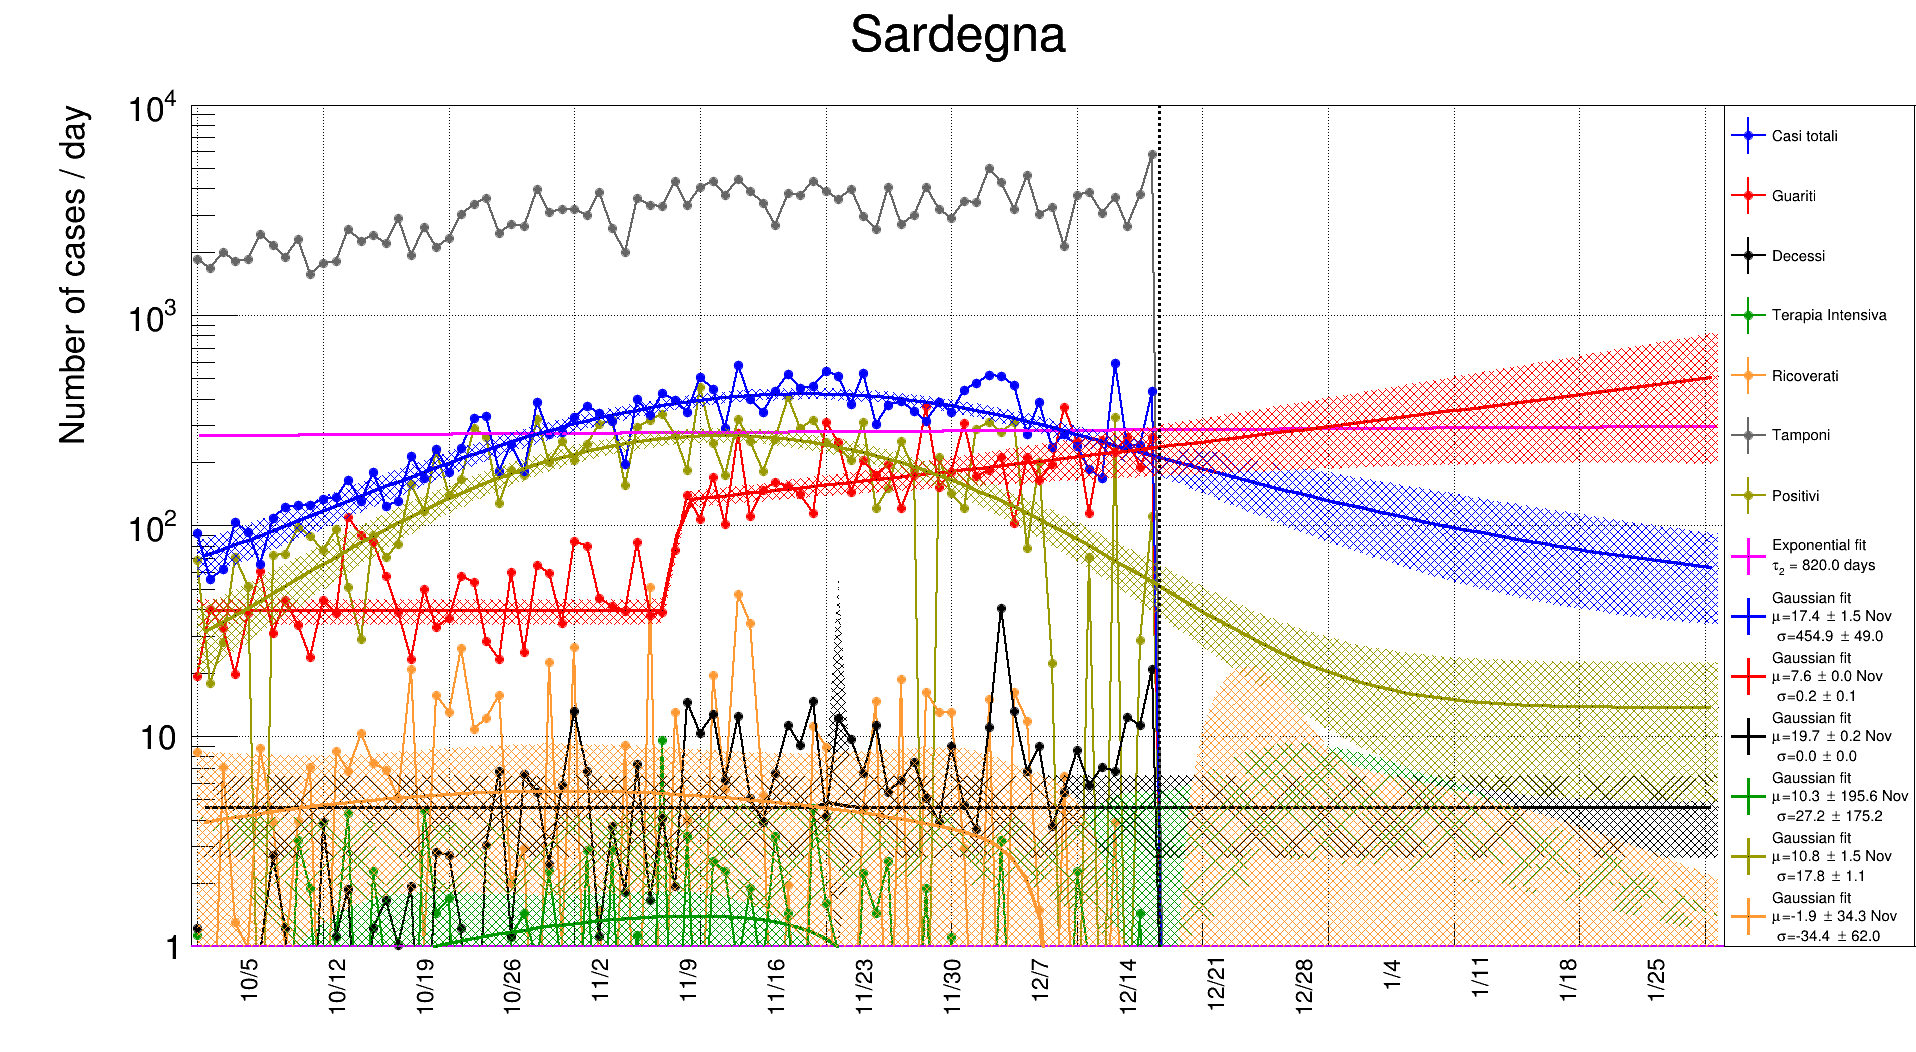 Sardegna
Number of cases / day
10^4
10^3
10^2
10
1
10/5
10/12
10/19
10/26
11/2
11/9
11/16
11/23
11/30
12/7
12/14
12/21
12/28
1/4
1/11
1/18
1/25
Casi totali
Guariti
Decessi
Terapia Intensiva
Ricoverati
Tamponi
Positivi
Exponential fit
τ₂ = 820.0 days
Gaussian fit
μ=17.4 ± 1.5 Nov
σ=454.9 ± 49.0
Gaussian fit
μ=7.6 ± 0.0 Nov
σ=0.2 ± 0.1
Gaussian fit
μ=19.7 ± 0.2 Nov
σ=0.0 ± 0.0
Gaussian fit
μ=10.3 ± 195.6 Nov
σ=27.2 ± 175.2
Gaussian fit
μ=10.8 ± 1.5 Nov
σ=17.8 ± 1.1
Gaussian fit
μ=-1.9 ± 34.3 Nov
σ=-34.4 ± 62.0